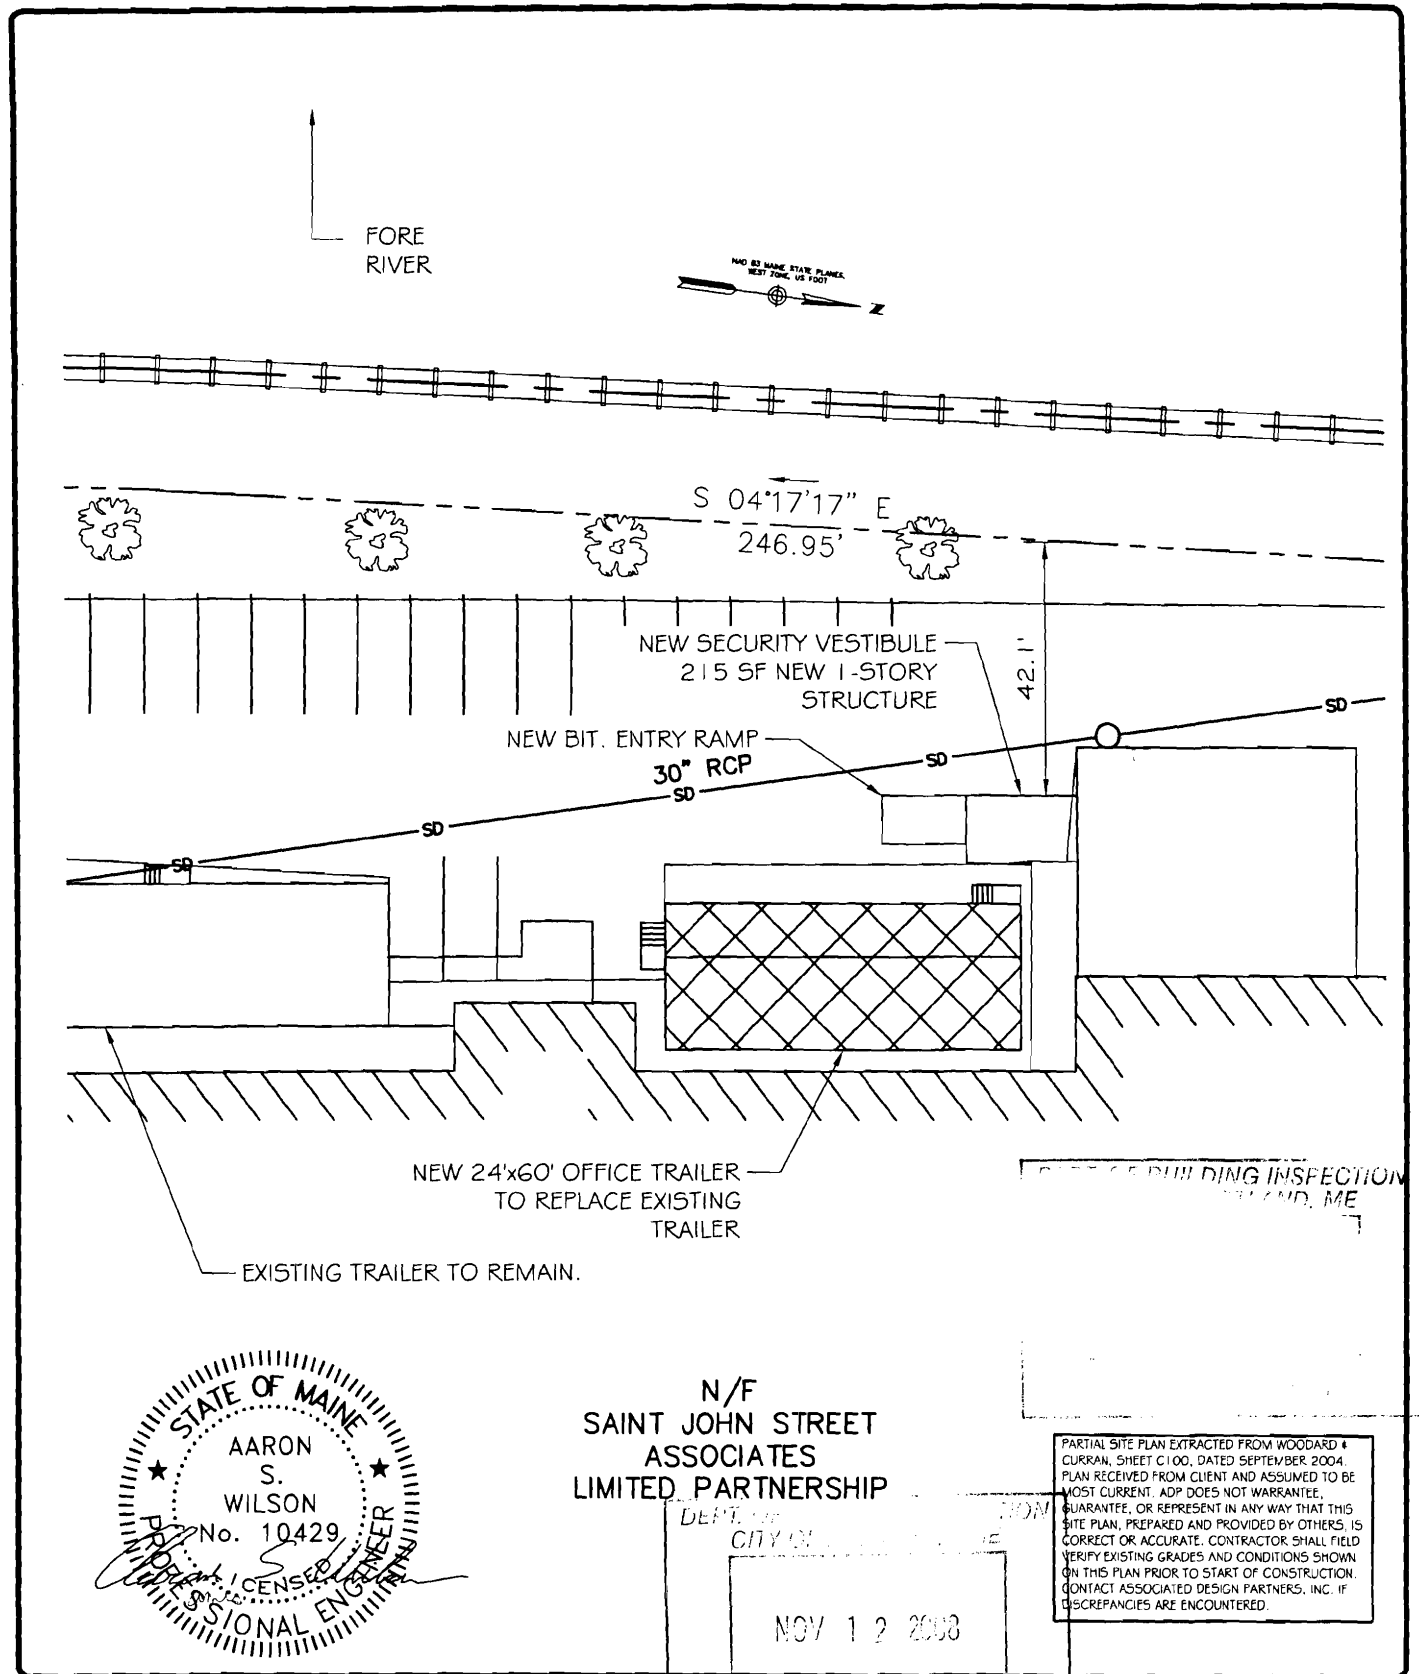 FORE
RIVER
NAD 83 MAINE STATE PLANES,
WEST ZONE, US FOOT
N
S 04°17'17" E
246.95'
NEW SECURITY VESTIBULE
215 SF NEW 1-STORY
STRUCTURE
42.1'
SD
NEW BIT. ENTRY RAMP
30" RCP
SD
SD
SD
SD
NEW 24'x60' OFFICE TRAILER
TO REPLACE EXISTING
TRAILER
BUILDING INSPECTION
ME
EXISTING TRAILER TO REMAIN.
STATE OF MAINE
AARON
S.
WILSON
No. 10429
LICENSED
PROFESSIONAL ENGINEER
N/F
SAINT JOHN STREET
ASSOCIATES
LIMITED PARTNERSHIP
DEPT.
CITY
NOV 12 2008
PARTIAL SITE PLAN EXTRACTED FROM WOODARD &
CURRAN, SHEET C100, DATED SEPTEMBER 2004.
PLAN RECEIVED FROM CLIENT AND ASSUMED TO BE
MOST CURRENT. ADP DOES NOT WARRANTEE,
GUARANTEE, OR REPRESENT IN ANY WAY THAT THIS
SITE PLAN, PREPARED AND PROVIDED BY OTHERS, IS
CORRECT OR ACCURATE. CONTRACTOR SHALL FIELD
VERIFY EXISTING GRADES AND CONDITIONS SHOWN
ON THIS PLAN PRIOR TO START OF CONSTRUCTION.
CONTACT ASSOCIATED DESIGN PARTNERS, INC. IF
DISCREPANCIES ARE ENCOUNTERED.